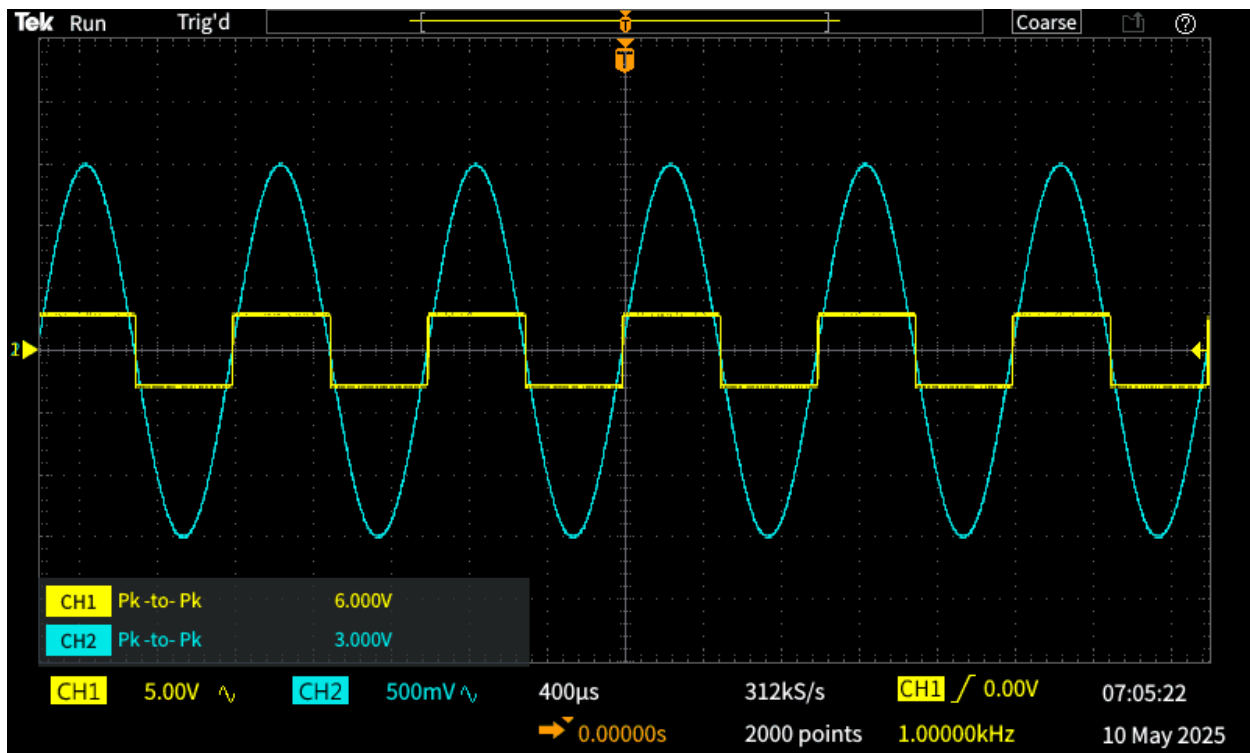 Tek Run Trig'd T Coarse
T
2
CH1 Pk -to- Pk 6.000V
CH2 Pk -to- Pk 3.000V
CH1 5.00V CH2 500mV 400µs 312kS/s CH1 0.00V 07:05:22
0.00000s 2000 points 1.00000kHz 10 May 2025